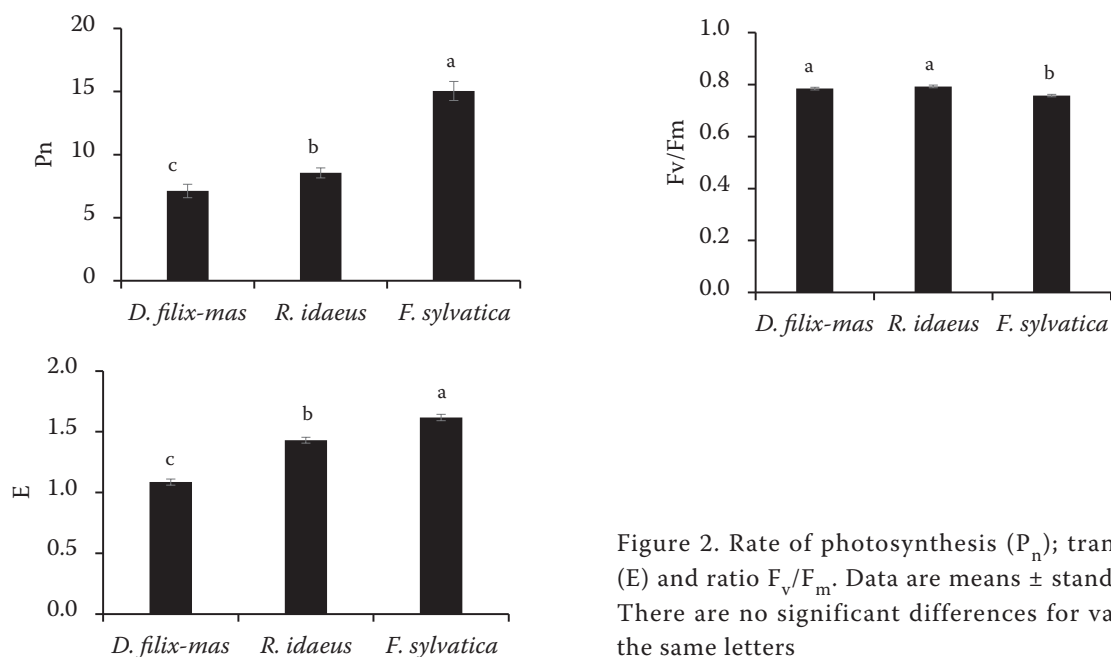 20
15
10
5
0
Pn
c
b
a
D. filix-mas R. idaeus F. sylvatica
1.0
0.8
0.6
0.4
0.2
0.0
Fv/Fm
a
a
b
D. filix-mas R. idaeus F. sylvatica
2.0
1.5
1.0
0.5
0.0
E
c
b
a
D. filix-mas R. idaeus F. sylvatica
Figure 2. Rate of photosynthesis (Pn); tran
(E) and ratio Fv/Fm. Data are means ± stand
There are no significant differences for va
the same letters